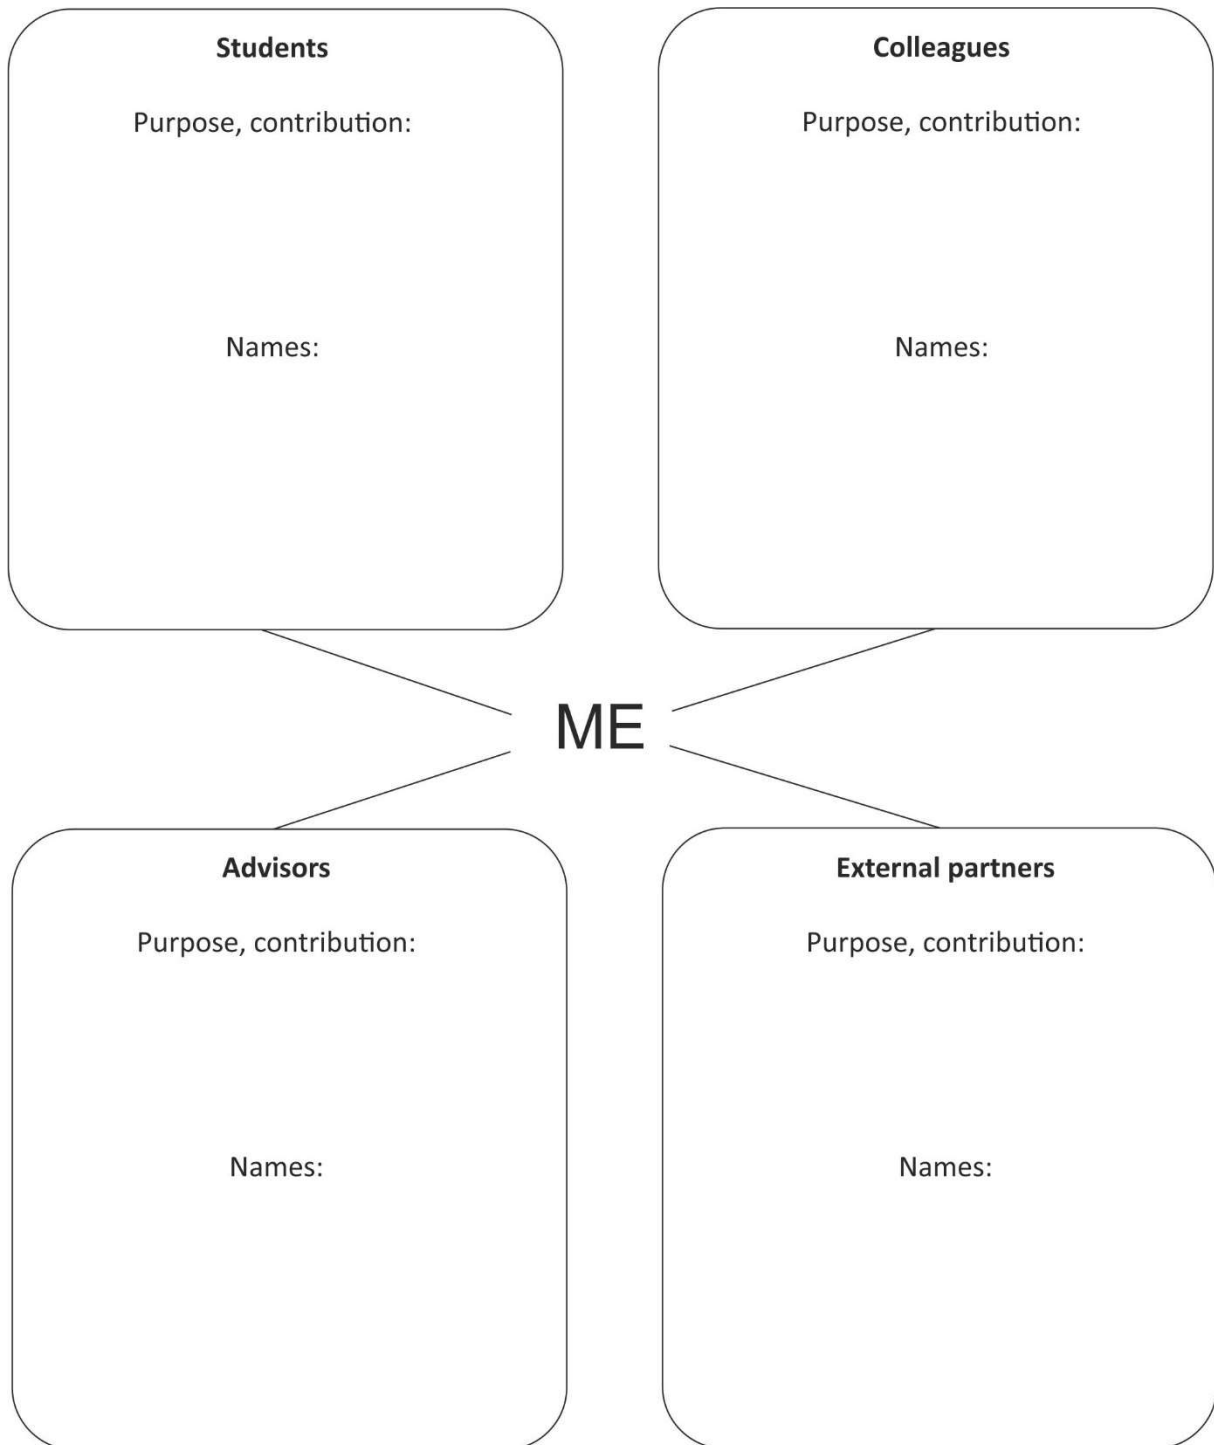 Students
Purpose, contribution:
Names:
Colleagues
Purpose, contribution:
Names:
ME
Advisors
Purpose, contribution:
Names:
External partners
Purpose, contribution:
Names: